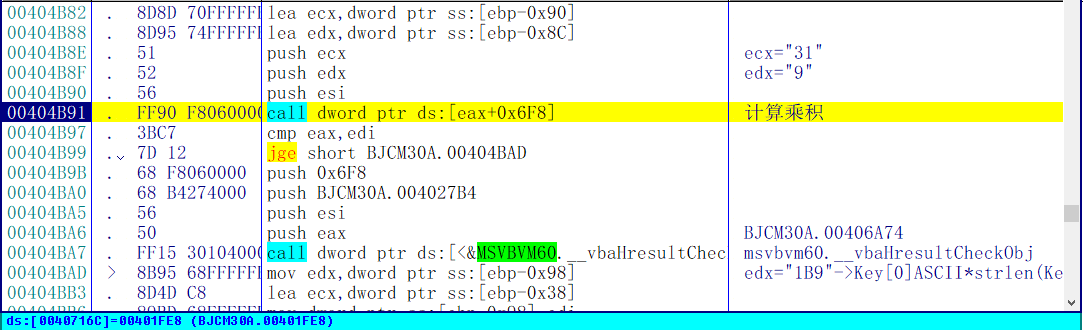 00404B82 . 8D8D 70FFFFFI lea ecx,dword ptr ss:[ebp-0x90]
00404B88 . 8D95 74FFFFFI lea edx,dword ptr ss:[ebp-0x8C]
00404B8E . 51 push ecx ecx="31"
00404B8F . 52 push edx edx="9"
00404B90 . 56 push esi
00404B91 . FF90 F8060000 call dword ptr ds:[eax+0x6F8] 计算乘积
00404B97 . 3BC7 cmp eax,edi
00404B99 . 7D 12 jge short BJCM30A.00404BAD
00404B9B . 68 F8060000 push 0x6F8
00404BA0 . 68 B4274000 push BJCM30A.004027B4
00404BA5 . 56 push esi
00404BA6 . 50 push eax BJCM30A.00406A74
00404BA7 . FF15 30104000 call dword ptr ds:[<&MSVBVM60.__vbaHresultChec msvbvm60.__vbaHresultCheckObj
00404BAD > 8B95 68FFFFFI mov edx,dword ptr ss:[ebp-0x98] edx="1B9"->Key[0]ASCII*strlen(Ke
00404BB3 . 8D4D C8 lea ecx,dword ptr ss:[ebp-0x38]
ds:[0040716C]=00401FE8 (BJCM30A.00401FE8)